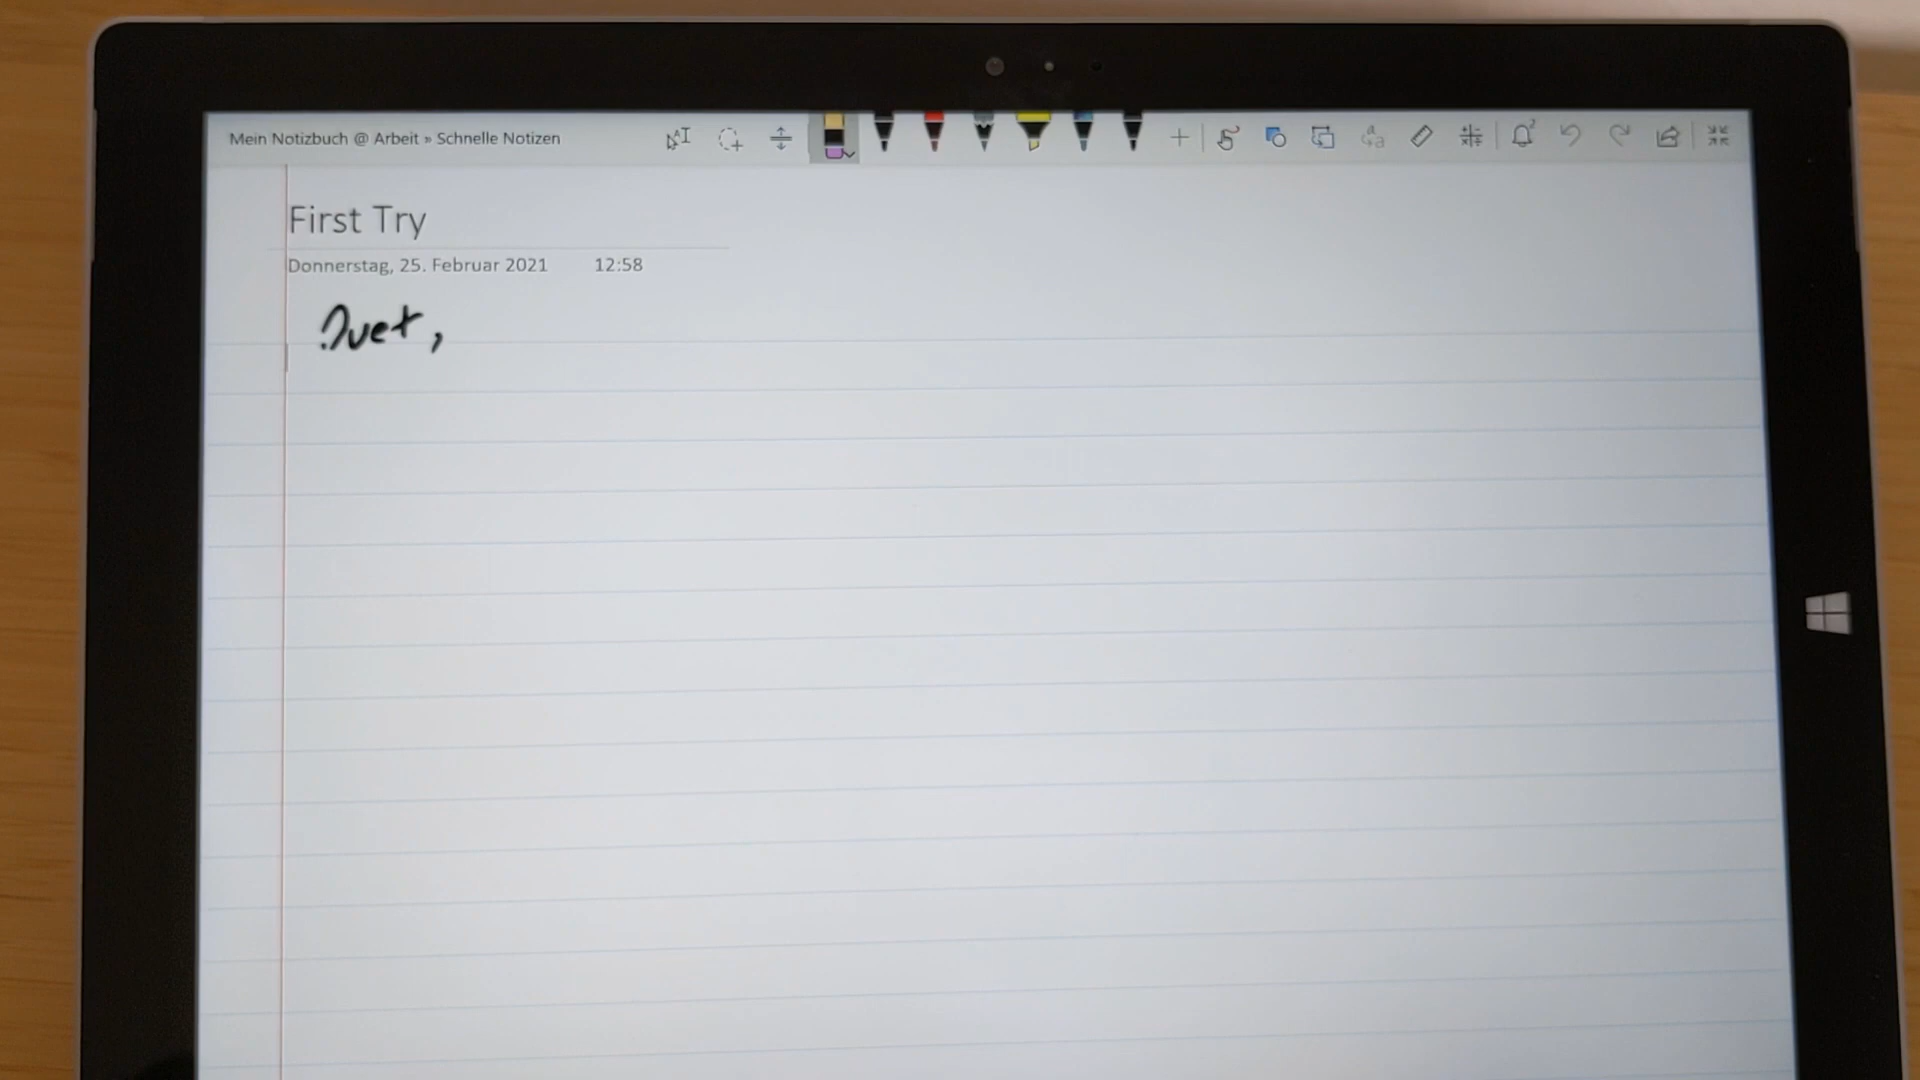 Mein Notizbuch @ Arbeit » Schnelle Notizen
First Try
Donnerstag, 25. Februar 2021 12:58